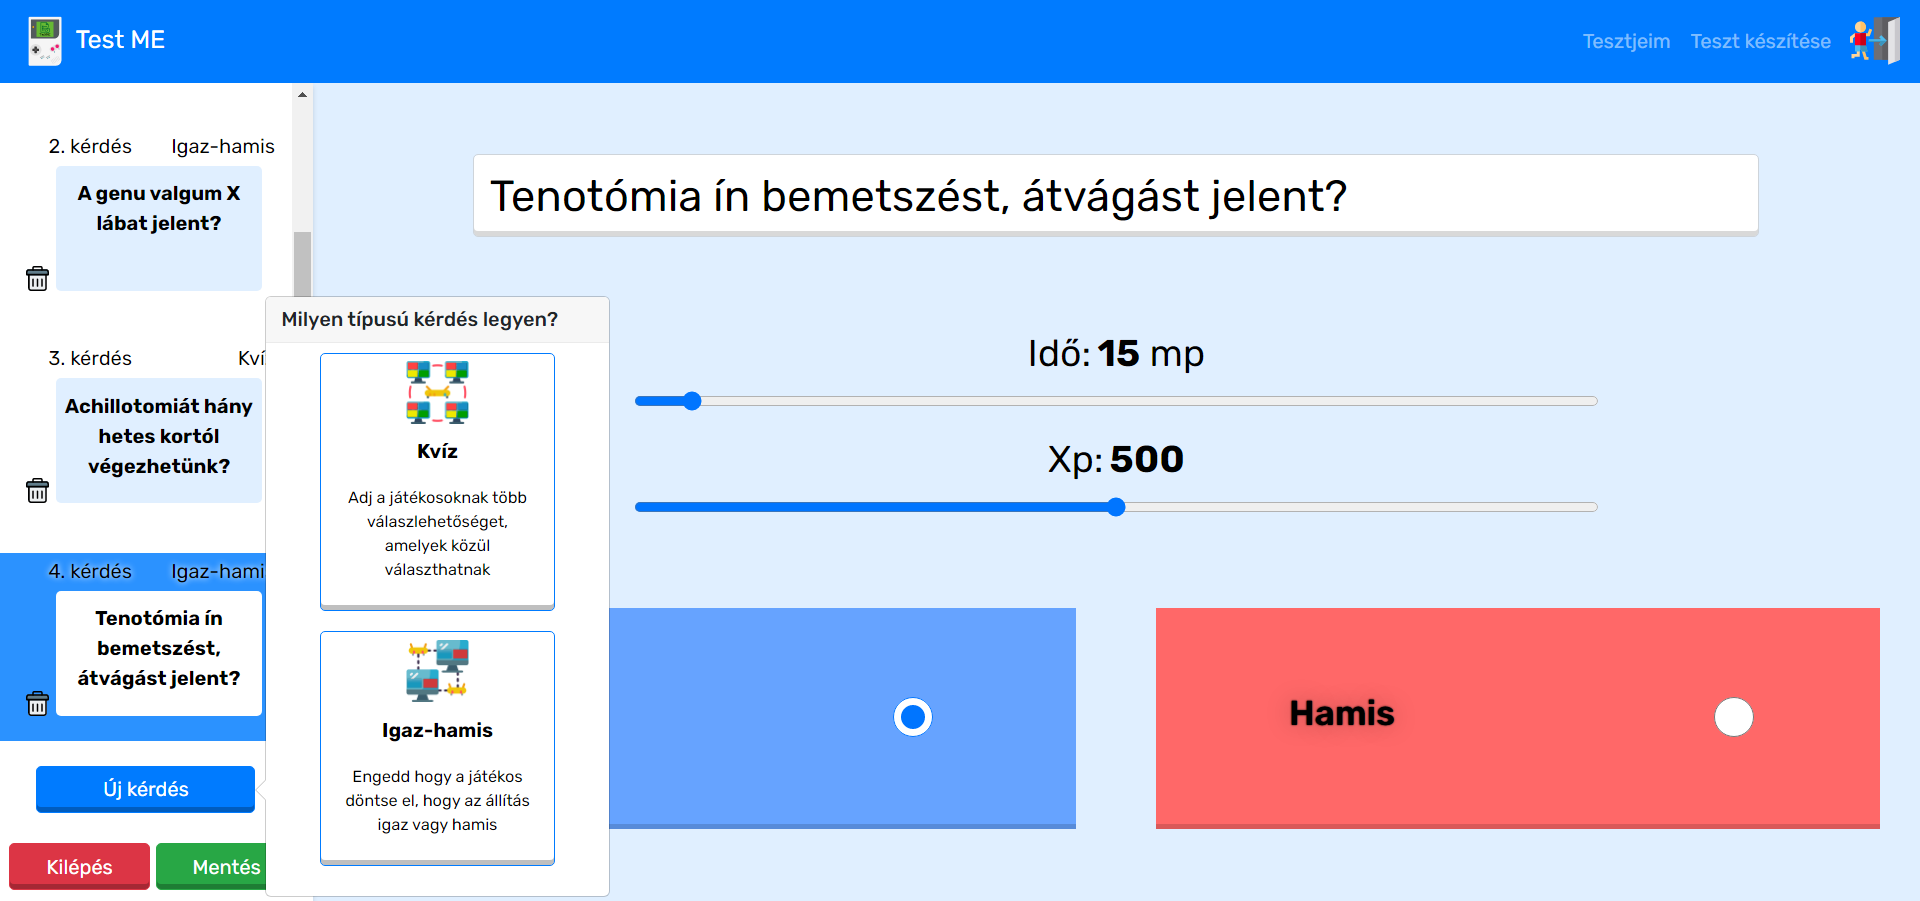 Test ME
Tesztjeim
Teszt készítése
2. kérdés
Igaz-hamis
A genu valgum X
lábat jelent?
3. kérdés
Kví
Achillotomiát hány
hetes kortól
végezhetünk?
4. kérdés
Igaz-hami
Tenotómia ín
bemetszést,
átvágást jelent?
Új kérdés
Kilépés
Mentés
Milyen típusú kérdés legyen?
Kvíz
Adj a játékosoknak több
válaszlehetőséget,
amelyek közül
választhatnak
Igaz-hamis
Engedd hogy a játékos
döntse el, hogy az állítás
igaz vagy hamis
Tenotómia ín bemetszést, átvágást jelent?
Idő: 15 mp
Xp: 500
Hamis